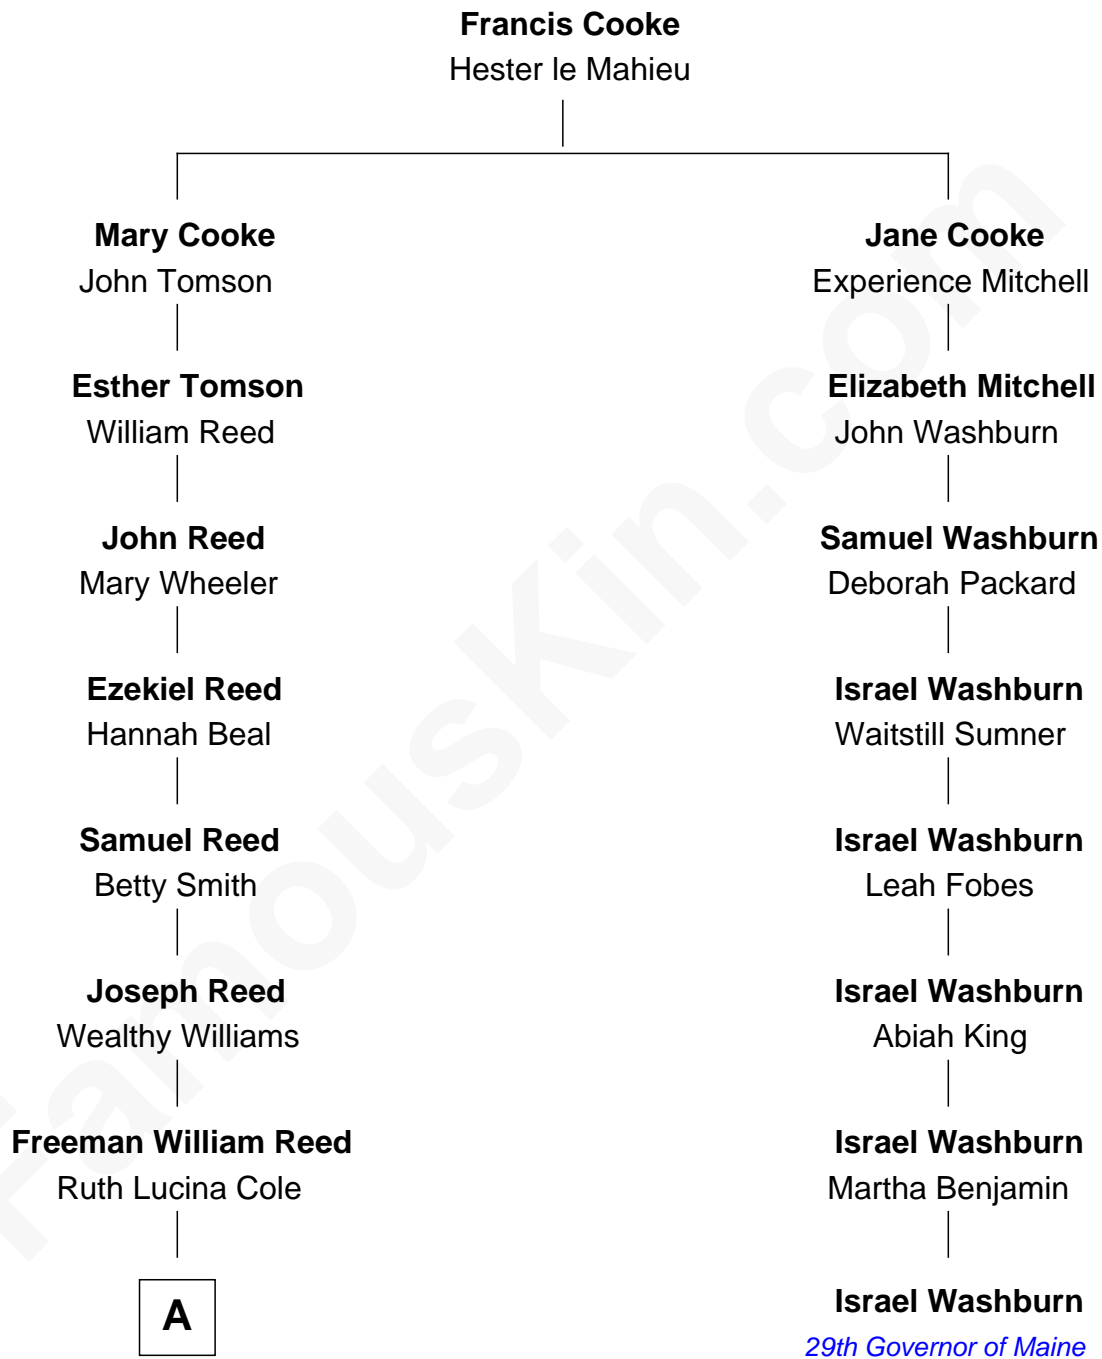 Francis Cooke
Hester le Mahieu
Mary Cooke
John Tomson
Jane Cooke
Experience Mitchell
Esther Tomson
William Reed
Elizabeth Mitchell
John Washburn
John Reed
Mary Wheeler
Samuel Washburn
Deborah Packard
Ezekiel Reed
Hannah Beal
Israel Washburn
Waitstill Sumner
Samuel Reed
Betty Smith
Israel Washburn
Leah Fobes
Joseph Reed
Wealthy Williams
Israel Washburn
Abiah King
Freeman William Reed
Ruth Lucina Cole
Israel Washburn
Martha Benjamin
A
Israel Washburn
29th Governor of Maine
FamousKin.com